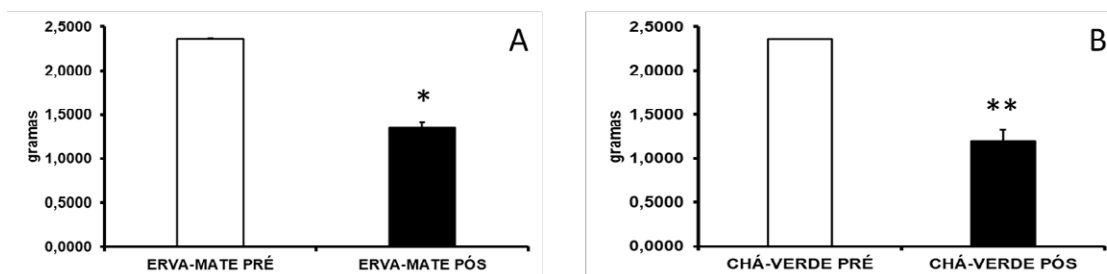 A
gramas
2,5000
2,0000
1,5000
1,0000
0,5000
0,0000
*
ERVA-MATE PRÉ
ERVA-MATE PÓS
B
gramas
2,5000
2,0000
1,5000
1,0000
0,5000
0,0000
**
CHÁ-VERDE PRÉ
CHÁ-VERDE PÓS